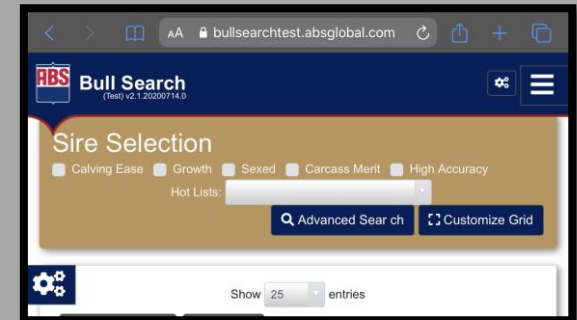 AA bullsearchtest.absglobal.com
ABS Bull Search
(Test) v2.1.20200714.0
Sire Selection
Calving Ease Growth Sexed Carcass Merit High Accuracy
Hot Lists:
Advanced Sear ch Customize Grid
Show 25 entries